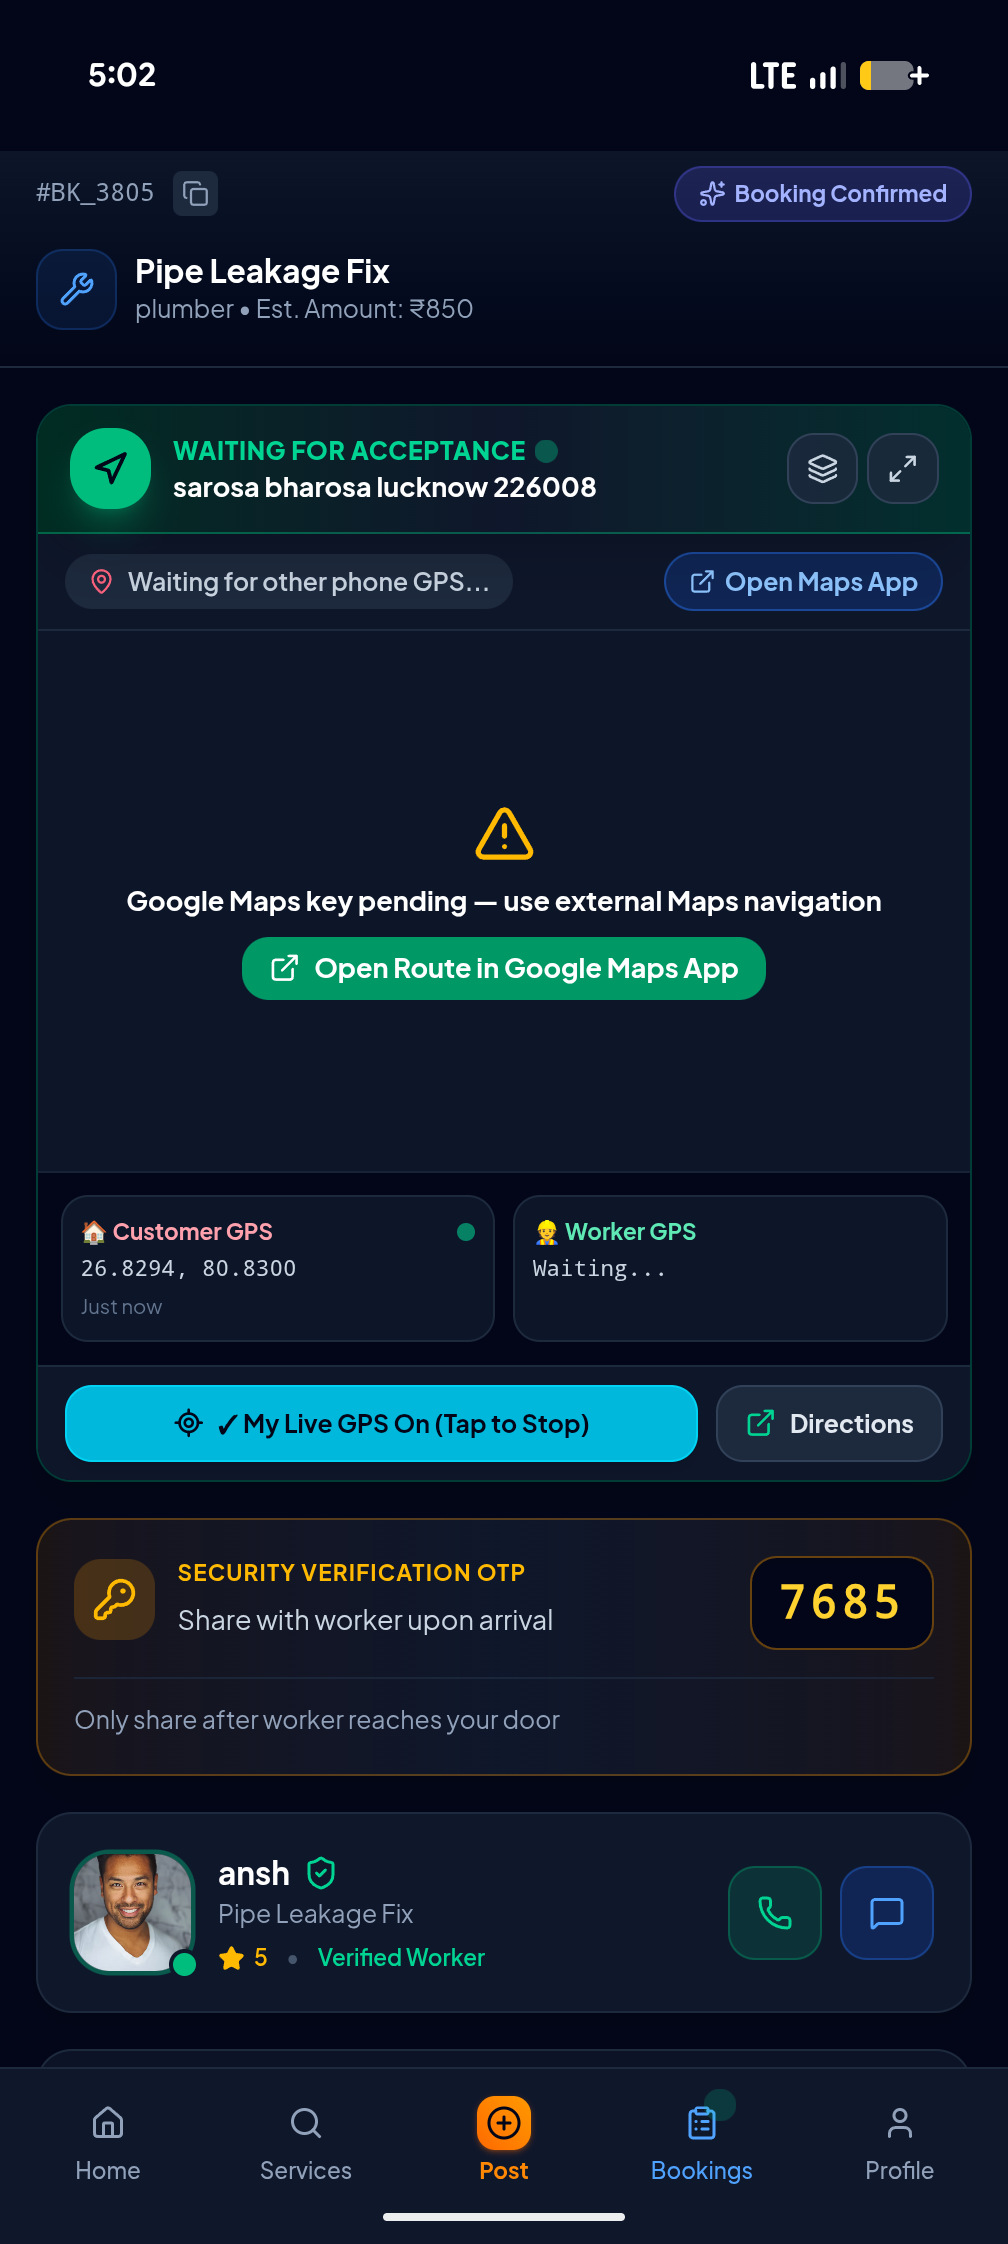 5:02
LTE
#BK_3805
Booking Confirmed
Pipe Leakage Fix
plumber • Est. Amount: ₹850
WAITING FOR ACCEPTANCE
sarosa bharosa lucknow 226008
Waiting for other phone GPS...
Open Maps App
Google Maps key pending — use external Maps navigation
Open Route in Google Maps App
🏠 Customer GPS
26.8294, 80.8300
Just now
👷 Worker GPS
Waiting...
✓ My Live GPS On (Tap to Stop)
Directions
SECURITY VERIFICATION OTP
Share with worker upon arrival
7685
Only share after worker reaches your door
ansh
Pipe Leakage Fix
5 • Verified Worker
Home
Services
Post
Bookings
Profile